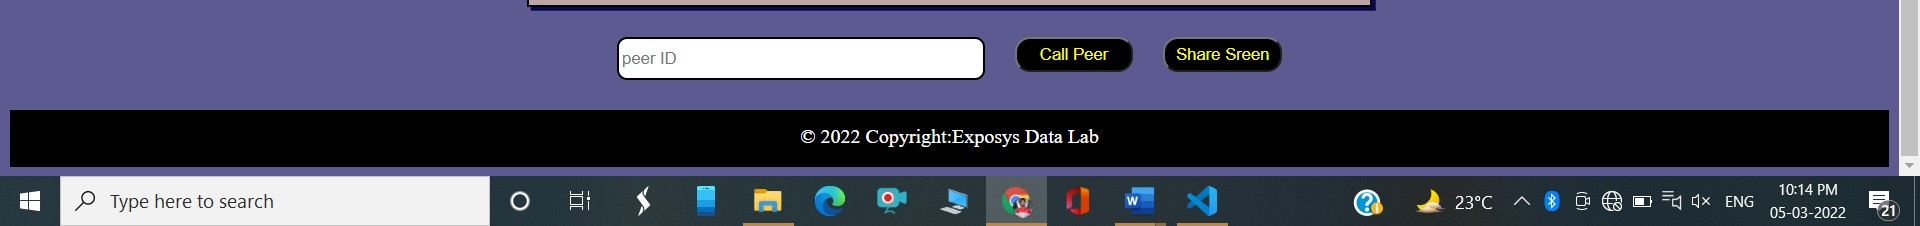 peer ID
Call Peer
Share Sreen
© 2022 Copyright:Exposys Data Lab
Type here to search
W
23°C
ENG
10:14 PM
05-03-2022
21